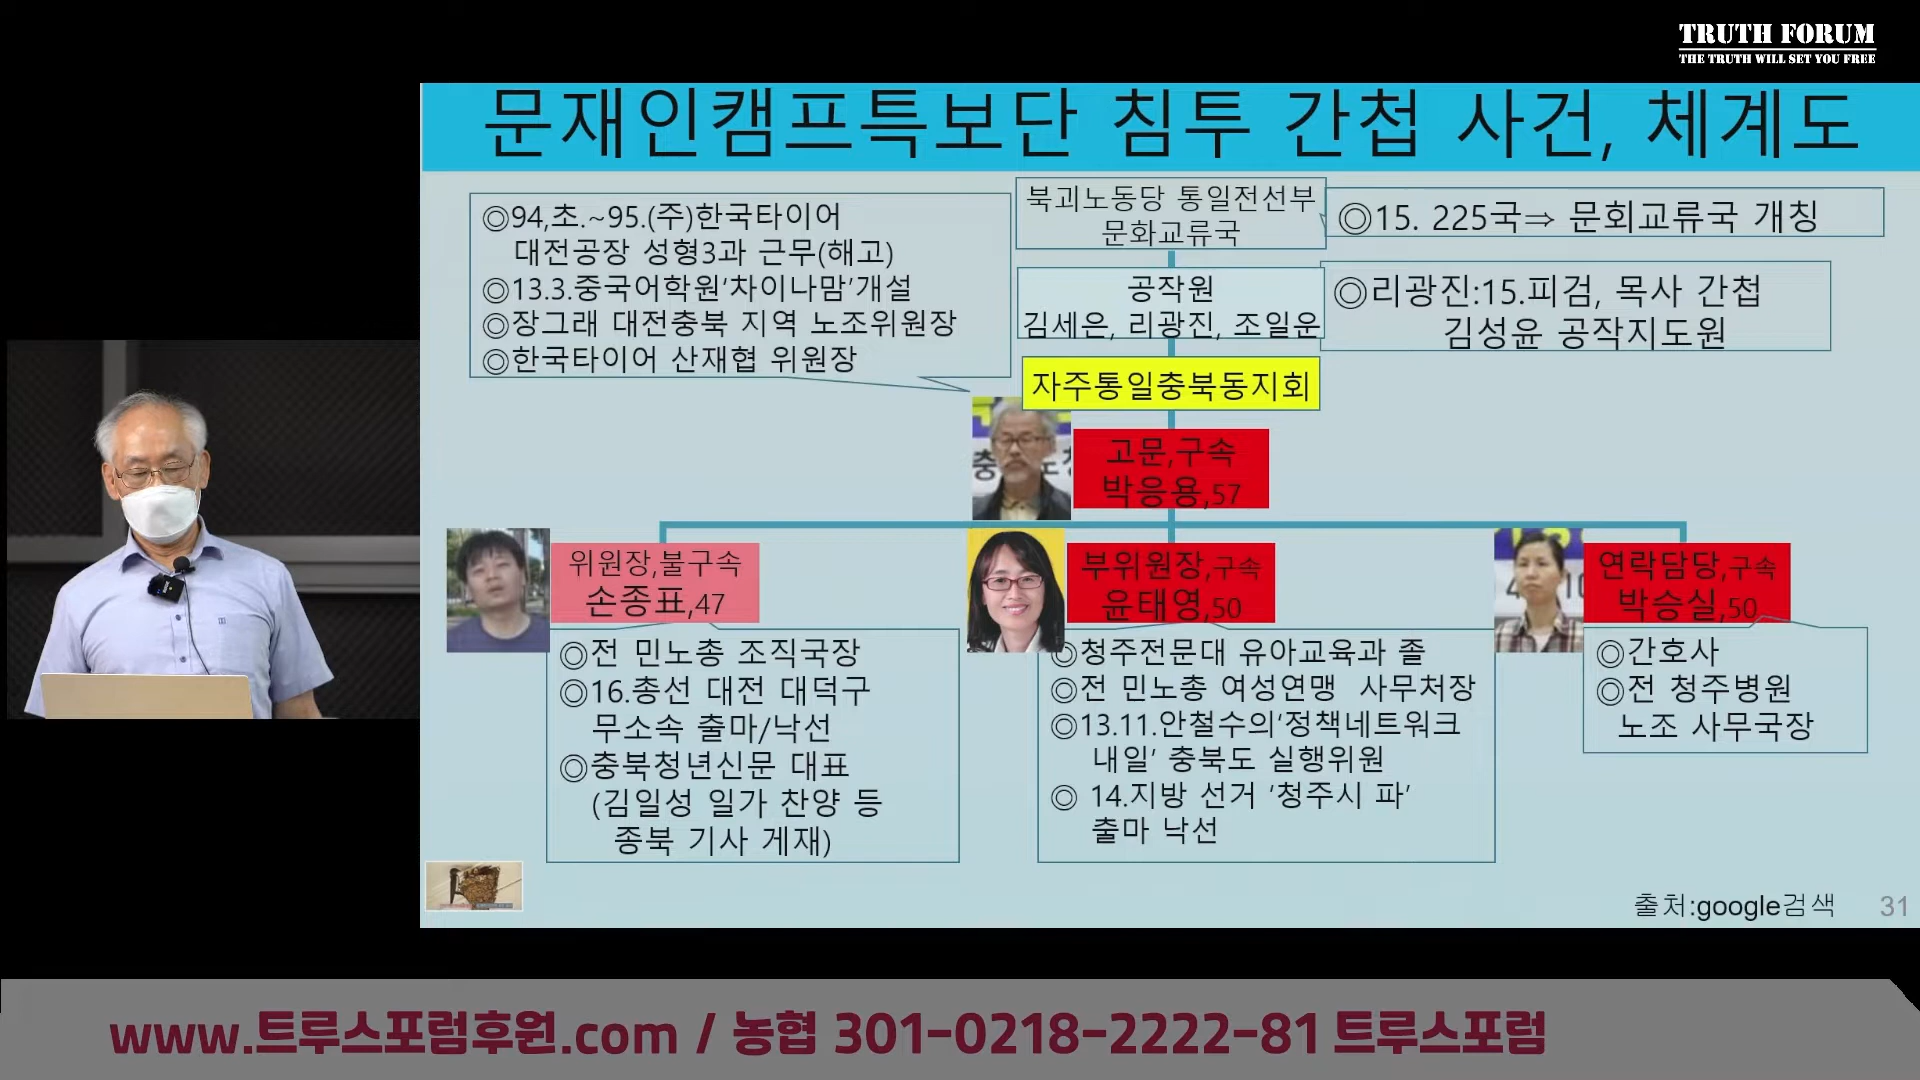 TRUTH FORUM
THE TRUTH WILL SET YOU FREE
문재인캠프특보단 침투 간첩 사건, 체계도
◎94,초.~95.(주)한국타이어
대전공장 성형3과 근무(해고)
◎13.3.중국어학원‘차이나맘’개설
◎장그래 대전충북 지역 노조위원장
◎한국타이어 산재협 위원장
북괴노동당 통일전선부
문화교류국
◎15. 225국⇒ 문회교류국 개칭
공작원
김세은, 리광진, 조일운
◎리광진:15.피검, 목사 간첩
김성윤 공작지도원
자주통일충북동지회
고문,구속
박응용,57
위원장,불구속
손종표,47
◎전 민노총 조직국장
◎16.총선 대전 대덕구
무소속 출마/낙선
◎충북청년신문 대표
(김일성 일가 찬양 등
종북 기사 게재)
부위원장,구속
윤태영,50
◎청주전문대 유아교육과 졸
◎전 민노총 여성연맹 사무처장
◎13.11.안철수의‘정책네트워크
내일’ 충북도 실행위원
◎ 14.지방 선거 ‘청주시 파’
출마 낙선
연락담당,구속
박승실,50
◎간호사
◎전 청주병원
노조 사무국장
출처:google검색
31
www.트루스포럼후원.com / 농협 301-0218-2222-81 트루스포럼